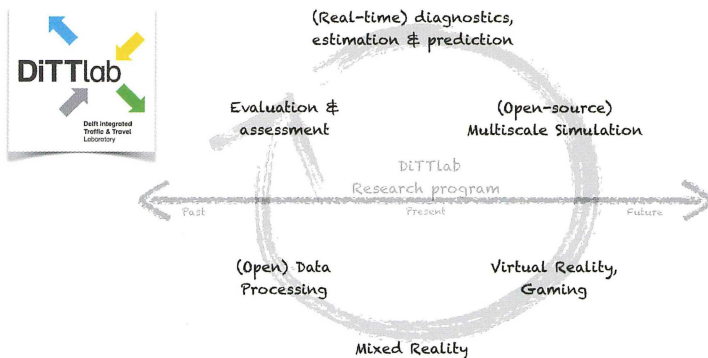 DiTTlab
Delft integrated
Traffic & Travel
Laboratory
(Real-time) diagnostics,
estimation & prediction
Evaluation &
assessment
(Open-source)
Multiscale Simulation
DiTTlab
Research program
Past
Present
Future
(Open) Data
Processing
Virtual Reality,
Gaming
Mixed Reality